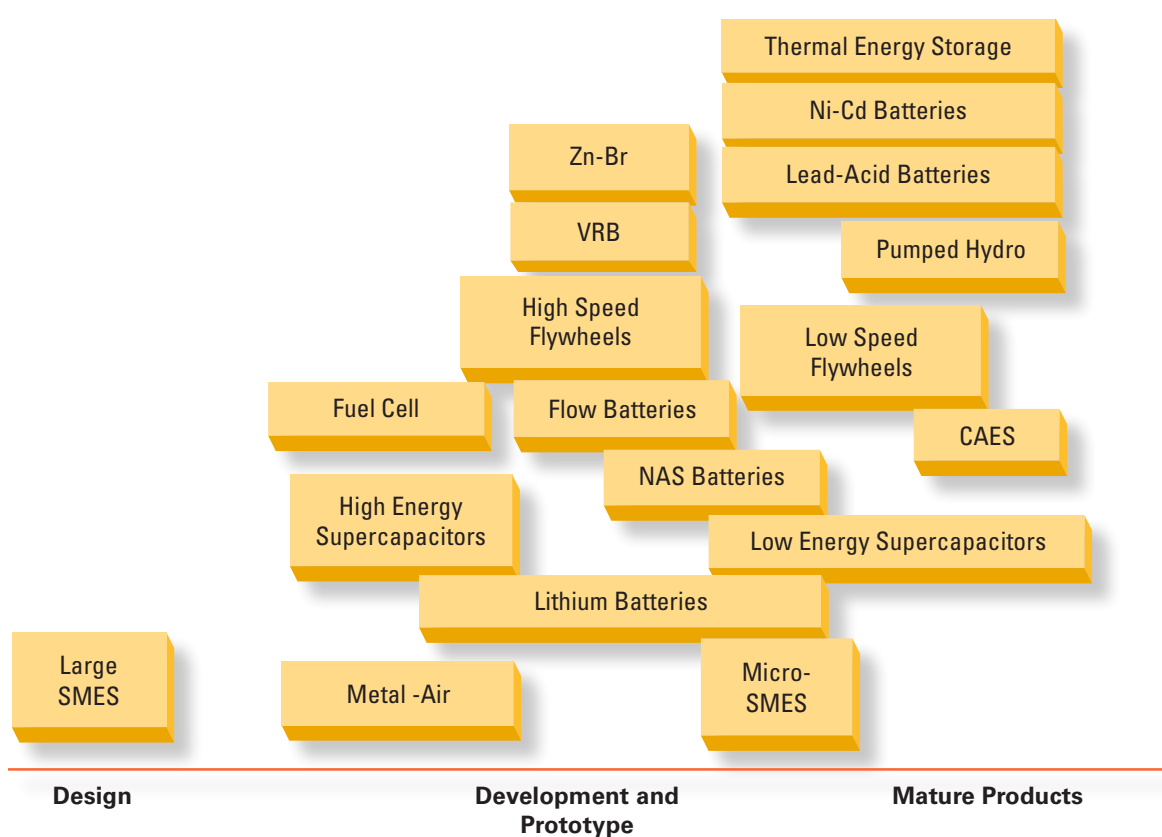 Thermal Energy Storage
Ni-Cd Batteries
Zn-Br
Lead-Acid Batteries
VRB
Pumped Hydro
High Speed
Flywheels
Low Speed
Flywheels
Fuel Cell
Flow Batteries
CAES
NAS Batteries
High Energy
Supercapacitors
Low Energy Supercapacitors
Lithium Batteries
Large
SMES
Metal -Air
Micro-
SMES
Design
Development and
Prototype
Mature Products